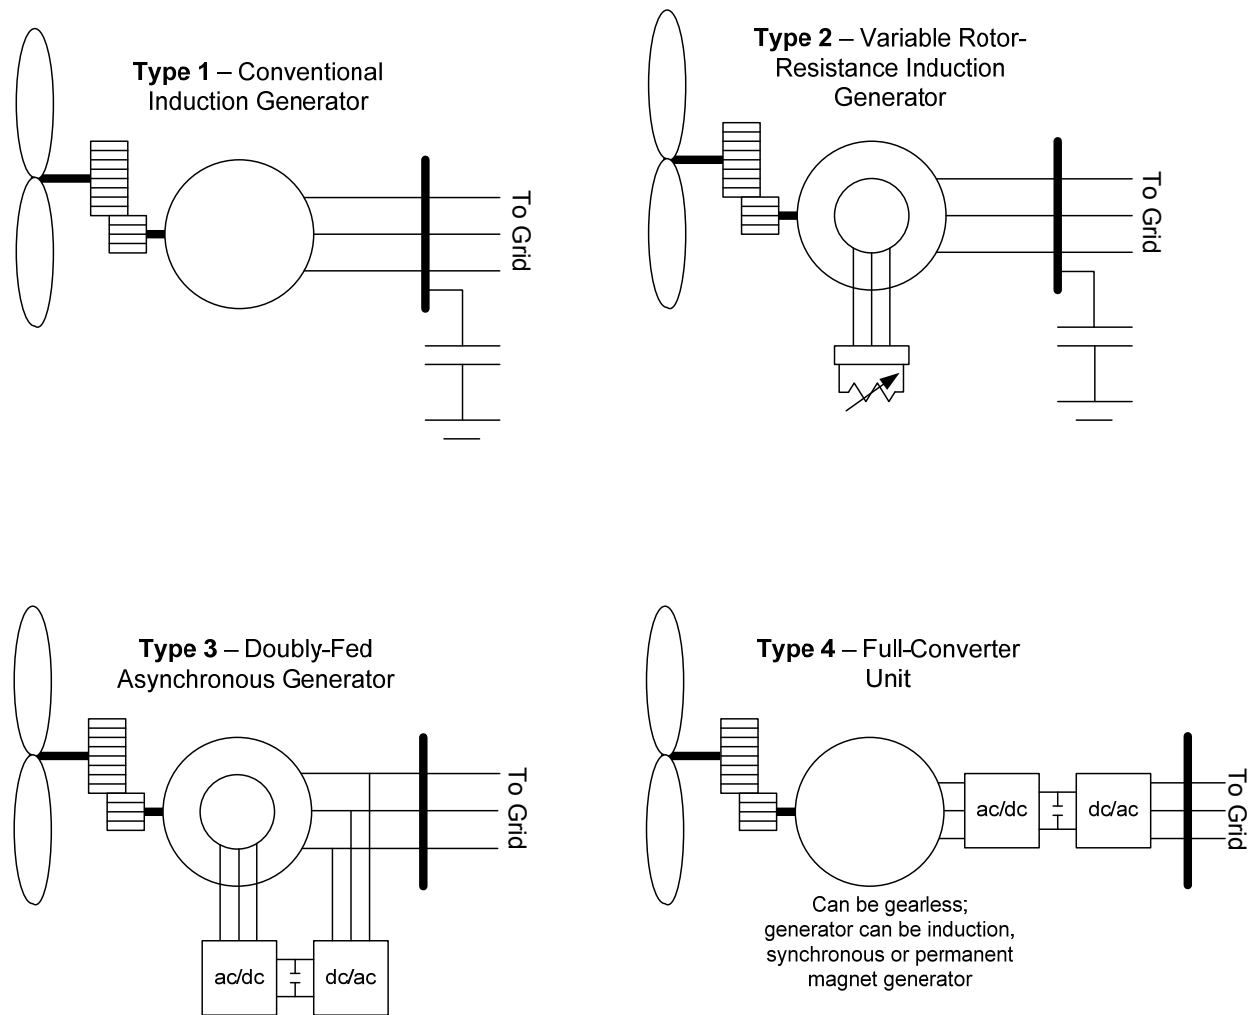 Type 1 – Conventional
Induction Generator
To Grid
Type 2 – Variable Rotor-
Resistance Induction
Generator
To Grid
Type 3 – Doubly-Fed
Asynchronous Generator
To Grid
ac/dc
dc/ac
Type 4 – Full-Converter
Unit
ac/dc
dc/ac
To Grid
Can be gearless;
generator can be induction,
synchronous or permanent
magnet generator